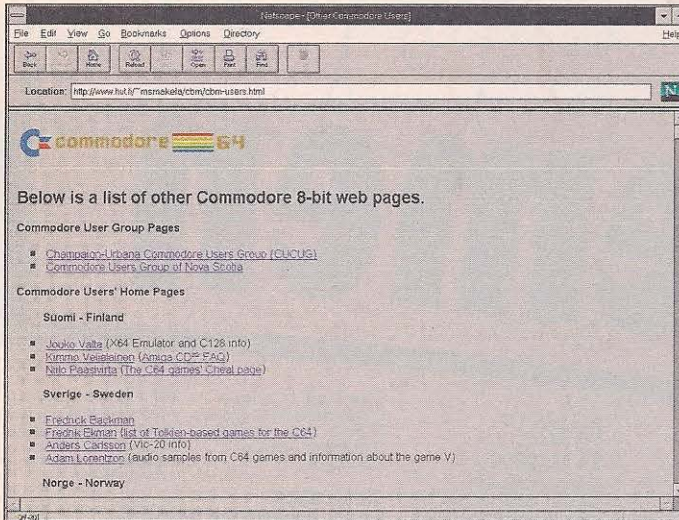 Netscape - [Other Commodore Users]
File Edit View Go Bookmarks Options Directory Help
Back Home Reload Open Print Find
Location: http://www.hut.fi/~msmakela/cbm/cbm-users.html
N
commodore 64
Below is a list of other Commodore 8-bit web pages.
Commodore User Group Pages
Champaign-Urbana Commodore Users Group (CUCUG)
Commodore Users Group of Nova Scotia
Commodore Users' Home Pages
Suomi - Finland
Jouko Valta (X64 Emulator and C128 info)
Kimmo Veijalainen (Amiga CD³² FAQ)
Niilo Paasivirta (The C64 games' Cheat page)
Sverige - Sweden
Fredrick Backman
Fredrik Ekman (list of Tolkien-based games for the C64)
Anders Carlsson (Vic-20 info)
Adam Lorentzon (audio samples from C64 games and information about the game V.)
Norge - Norway